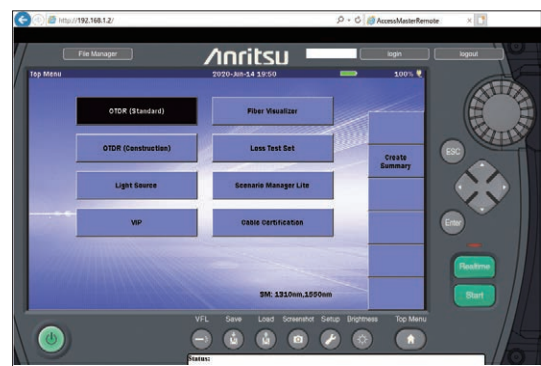 http://192.168.1.2/
AccessMasterRemote
File Manager
Anritsu
login
logout
Top Menu
2020-Jun-14 19:50
100%
OTDR (Standard)
Fiber Visualizer
OTDR (Construction)
Loss Test Set
Create
Summary
Light Source
Scenario Manager Lite
VIP
Cable Certification
SM: 1310nm,1550nm
ESC
Enter
Realtime
Start
VFL
Save
Load
Screenshot
Setup
Brightness
Top Menu
Status: